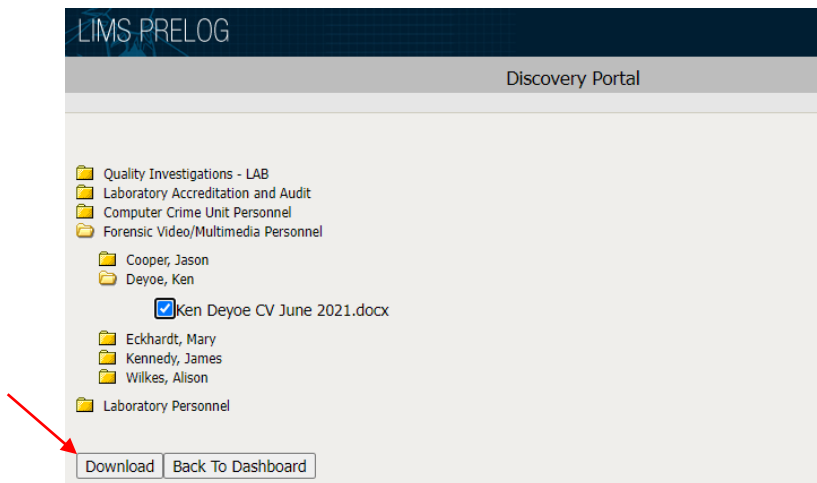 LIMS PRELOG
Discovery Portal
Quality Investigations - LAB
Laboratory Accreditation and Audit
Computer Crime Unit Personnel
Forensic Video/Multimedia Personnel
Cooper, Jason
Deyoe, Ken
Ken Deyoe CV June 2021.docx
Eckhardt, Mary
Kennedy, James
Wilkes, Alison
Laboratory Personnel
Download Back To Dashboard